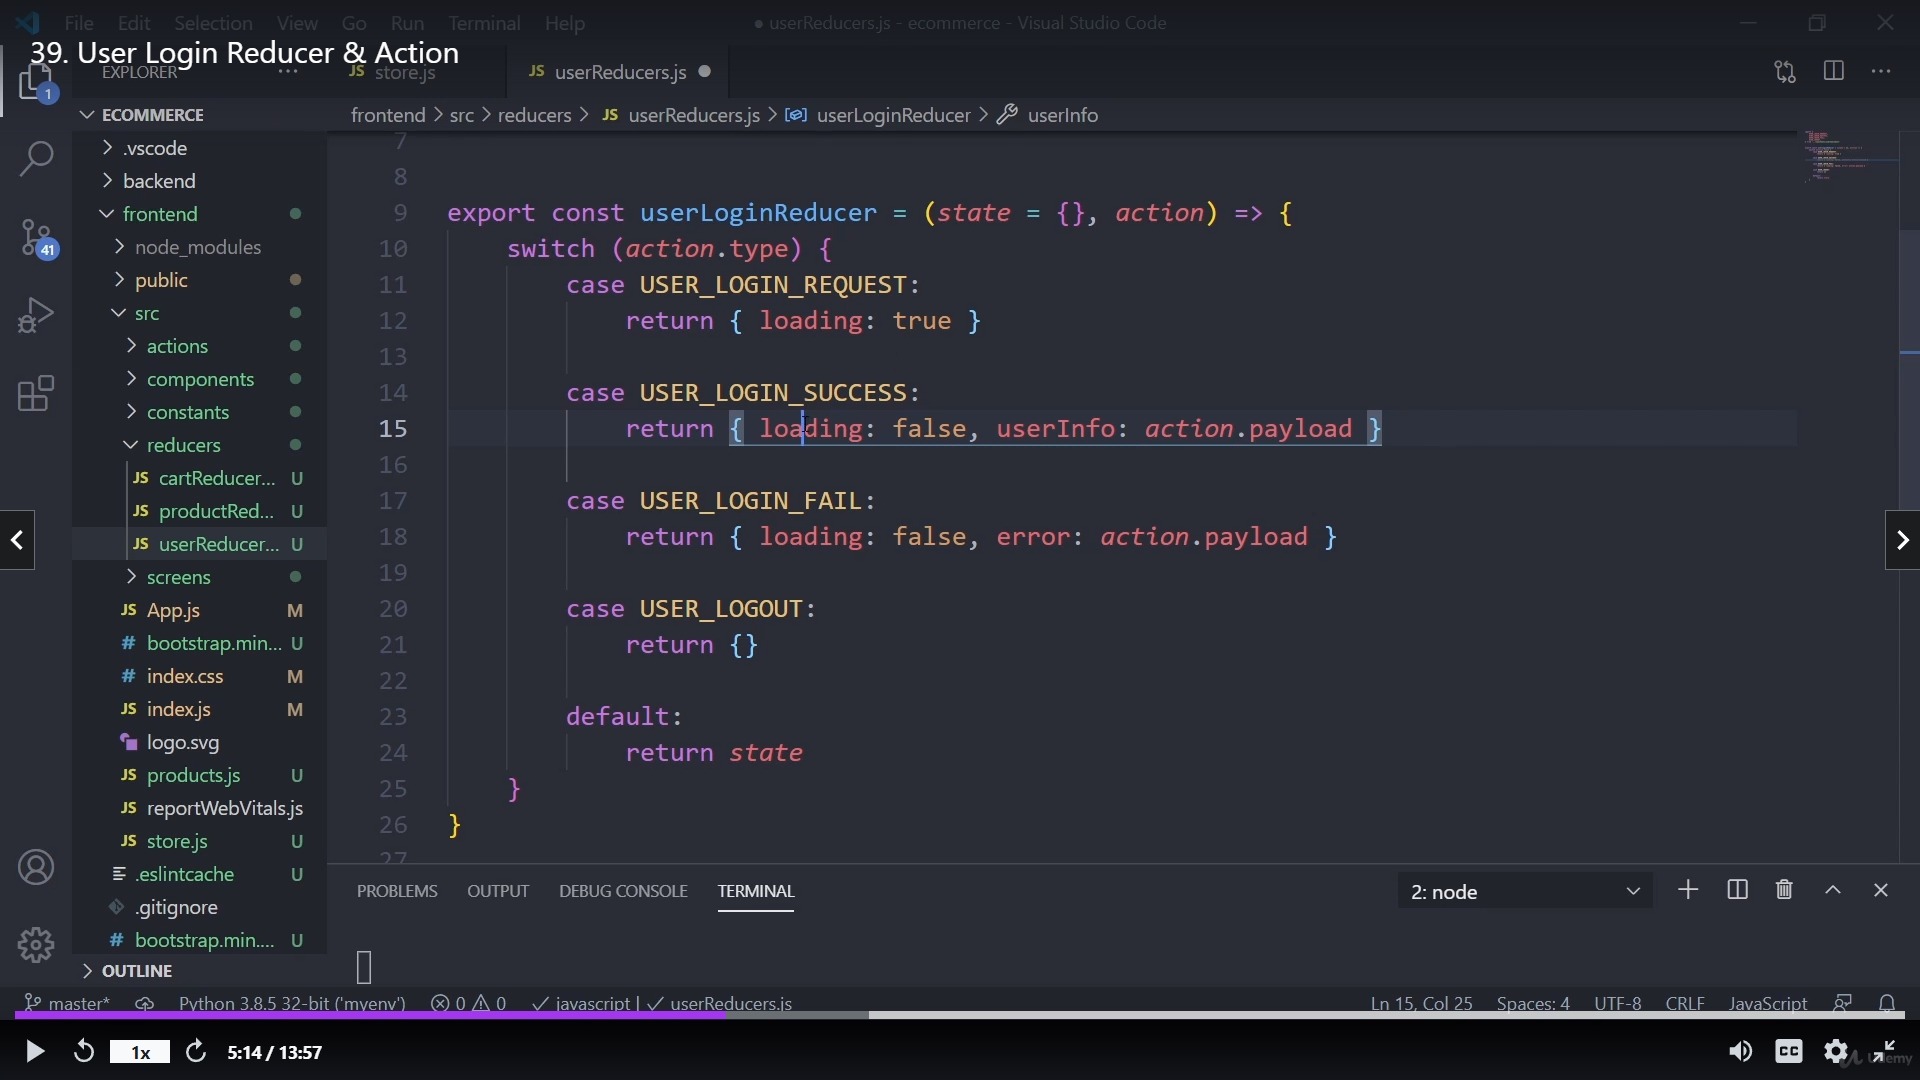 File Edit Selection View Go Run Terminal Help
● userReducers.js - ecommerce - Visual Studio Code
39. User Login Reducer & Action
EXPLORER
JS store.js
JS userReducers.js ●
1
ECOMMERCE
frontend > src > reducers > JS userReducers.js > userLoginReducer > userInfo
.vscode
backend
frontend
node_modules
41
public
src
actions
components
constants
reducers
JS cartReducer... U
JS productRed... U
JS userReducer... U
screens
JS App.js M
# bootstrap.min... U
# index.css M
JS index.js M
logo.svg
JS products.js U
JS reportWebVitals.js
JS store.js U
.eslintcache U
.gitignore
# bootstrap.min.... U
OUTLINE
7
8
9 export const userLoginReducer = (state = {}, action) => {
10 switch (action.type) {
11 case USER_LOGIN_REQUEST:
12 return { loading: true }
13
14 case USER_LOGIN_SUCCESS:
15 return { loading: false, userInfo: action.payload }
16
17 case USER_LOGIN_FAIL:
18 return { loading: false, error: action.payload }
19
20 case USER_LOGOUT:
21 return {}
22
23 default:
24 return state
25 }
26 }
27
PROBLEMS OUTPUT DEBUG CONSOLE TERMINAL
2: node
master* Python 3.8.5 32-bit ('myenv') 0 0 javascript | userReducers.js
Ln 15, Col 25 Spaces: 4 UTF-8 CRLF JavaScript
1x 5:14 / 13:57
CC
Udemy